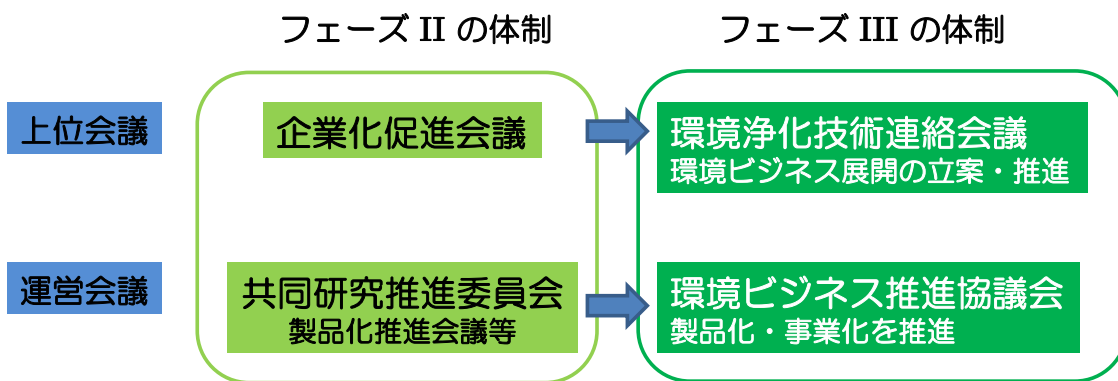 フェーズ II の体制
フェーズ III の体制
上位会議
企業化促進会議
環境浄化技術連絡会議
環境ビジネス展開の立案・推進
運営会議
共同研究推進委員会
製品化推進会議等
環境ビジネス推進協議会
製品化・事業化を推進